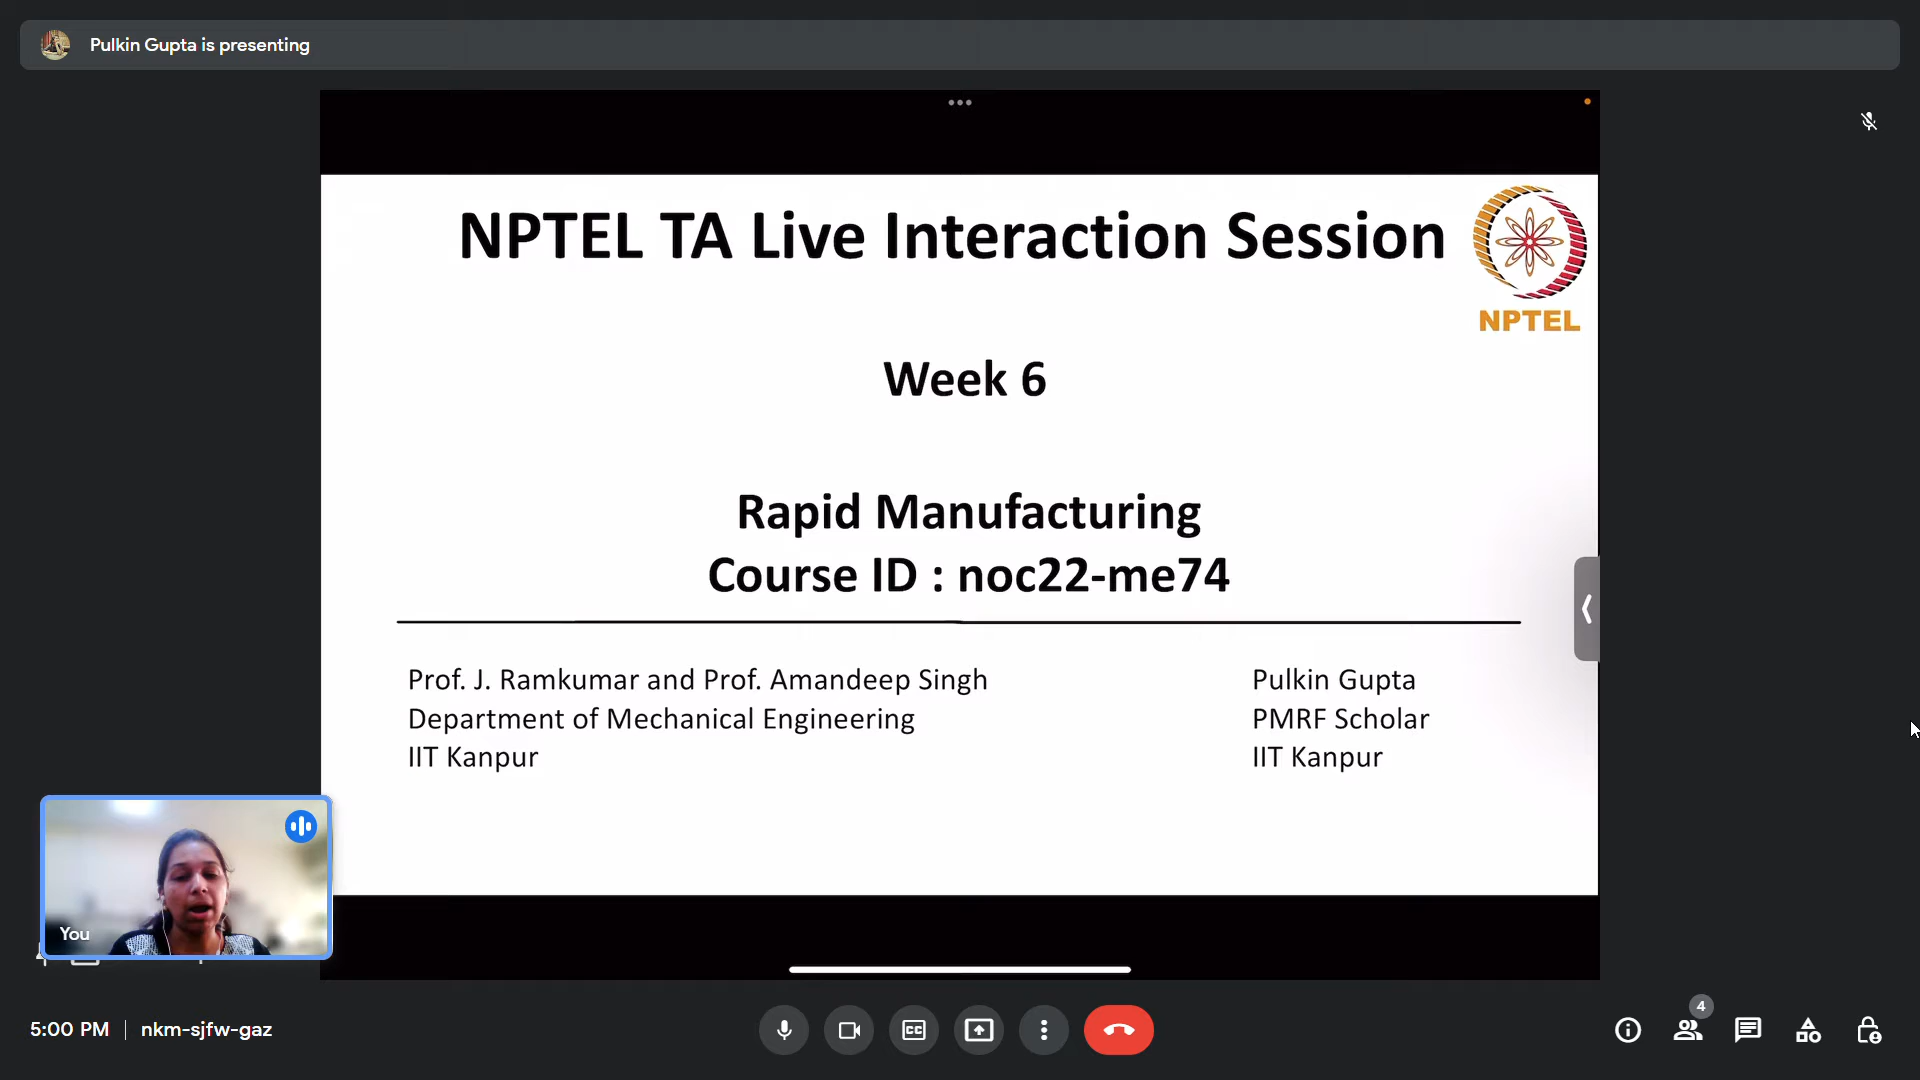 Pulkin Gupta is presenting
NPTEL TA Live Interaction Session
NPTEL
Week 6
Rapid Manufacturing
Course ID : noc22-me74
Prof. J. Ramkumar and Prof. Amandeep Singh
Department of Mechanical Engineering
IIT Kanpur
Pulkin Gupta
PMRF Scholar
IIT Kanpur
You
5:00 PM | nkm-sjfw-gaz
CC
4